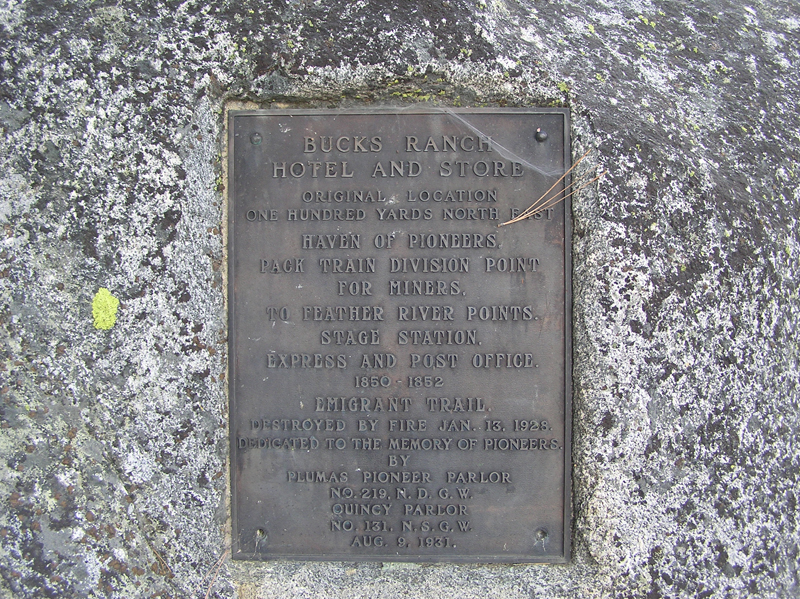 BUCKS RANCH
HOTEL AND STORE
ORIGINAL LOCATION
ONE HUNDRED YARDS NORTH EAST
HAVEN OF PIONEERS.
PACK TRAIN DIVISION POINT
FOR MINERS.
TO FEATHER RIVER POINTS.
STAGE STATION.
EXPRESS AND POST OFFICE.
1850 - 1852
EMIGRANT TRAIL.
DESTROYED BY FIRE JAN. 13, 1928.
DEDICATED TO THE MEMORY OF PIONEERS.
BY
PLUMAS PIONEER PARLOR
NO. 219, N. D. G. W.
QUINCY PARLOR
NO. 131. N. S. G. W.
AUG. 9, 1931.